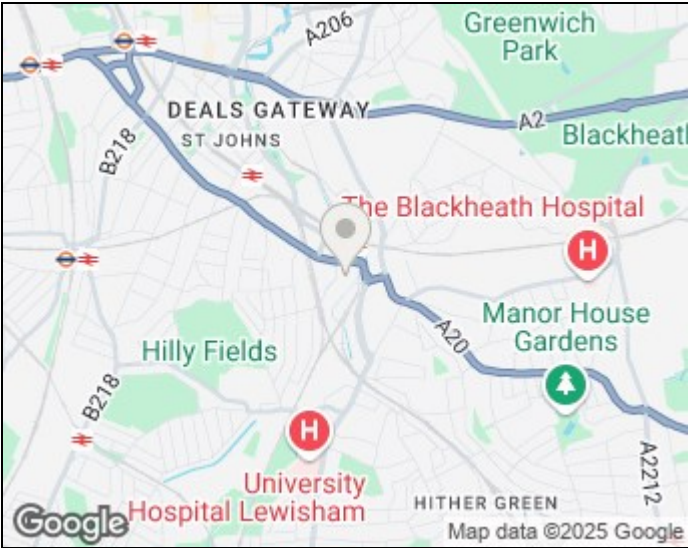 A206
Greenwich
Park
DEALS GATEWAY
A2
B218
ST JOHNS
Blackheath
The Blackheath Hospital
H
Manor House
Gardens
A20
Hilly Fields
B218
H
A2212
University
Hospital Lewisham
HITHER GREEN
Google
Map data ©2025 Google